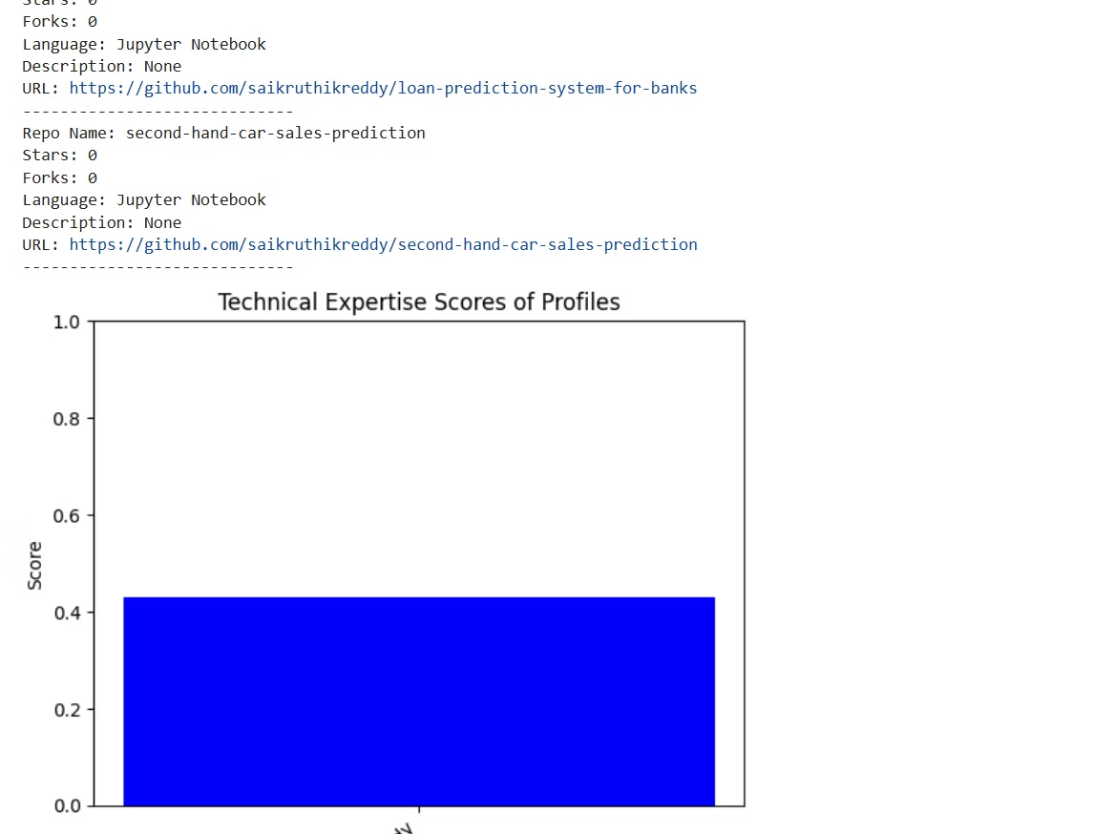 Stars: 0
Forks: 0
Language: Jupyter Notebook
Description: None
URL: https://github.com/saikruthikreddy/loan-prediction-system-for-banks
-----------------------------
Repo Name: second-hand-car-sales-prediction
Stars: 0
Forks: 0
Language: Jupyter Notebook
Description: None
URL: https://github.com/saikruthikreddy/second-hand-car-sales-prediction
-----------------------------
Technical Expertise Scores of Profiles
1.0
0.8
0.6
Score
0.4
0.2
0.0